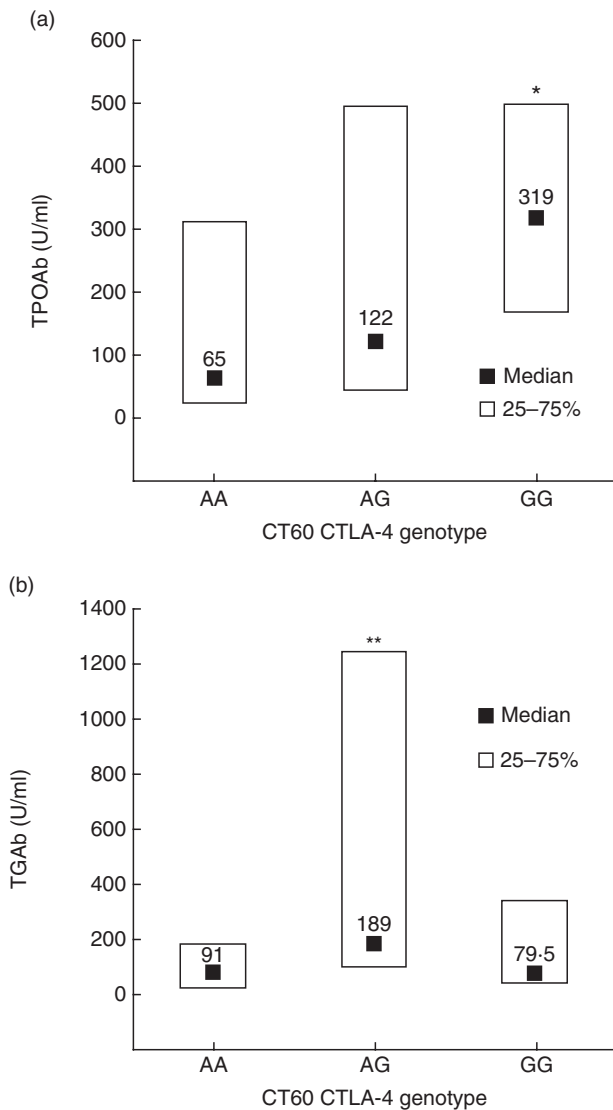 (a)
600
500
400
300
200
100
0
TPOAb (U/ml)
65
122
319
*
■ Median
□ 25–75%
AA AG GG
CT60 CTLA-4 genotype
(b)
1400
1200
1000
800
600
400
200
0
TGAb (U/ml)
91
189
79·5
**
■ Median
□ 25–75%
AA AG GG
CT60 CTLA-4 genotype